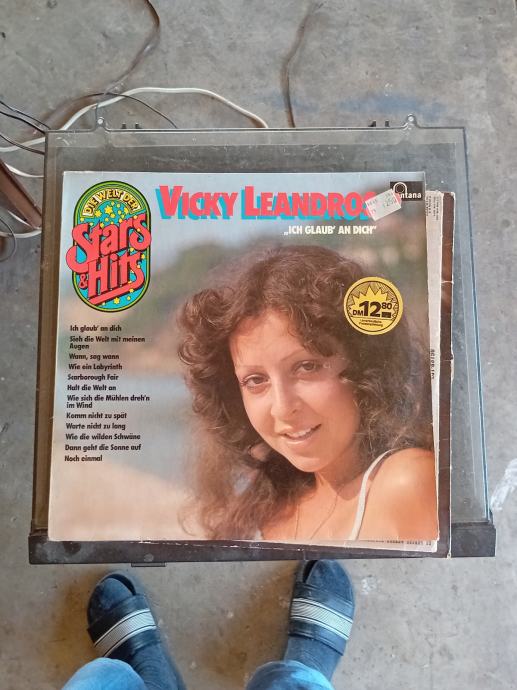 DIE WELT DER
Stars
& Hits
VICKY LEANDROS
„ICH GLAUB' AN DICH"
Ich glaub' an dich
Sieh die Welt mit meinen
Augen
Wann, sag wann
Wie ein Labyrinth
Scarborough Fair
Halt die Welt an
Wie sich die Mühlen dreh'n
im Wind
Komm nicht zu spät
Warte nicht zu lang
Wie die wilden Schwäne
Dann geht die Sonne auf
Noch einmal
DM 12 80